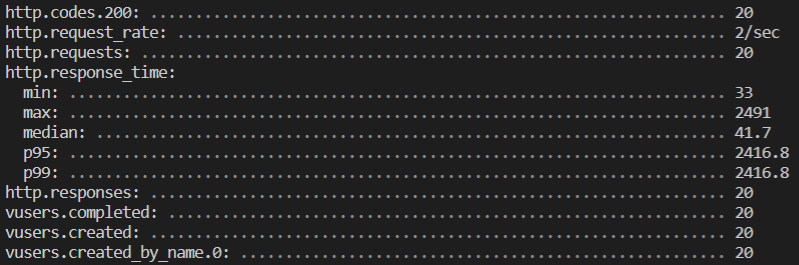 http.codes.200: ................................................................. 20
http.request_rate: .............................................................. 2/sec
http.requests: .................................................................. 20
http.response_time:
  min: .......................................................................... 33
  max: .......................................................................... 2491
  median: ....................................................................... 41.7
  p95: .......................................................................... 2416.8
  p99: .......................................................................... 2416.8
http.responses: ................................................................. 20
vusers.completed: ............................................................... 20
vusers.created: ................................................................. 20
vusers.created_by_name.0: ....................................................... 20